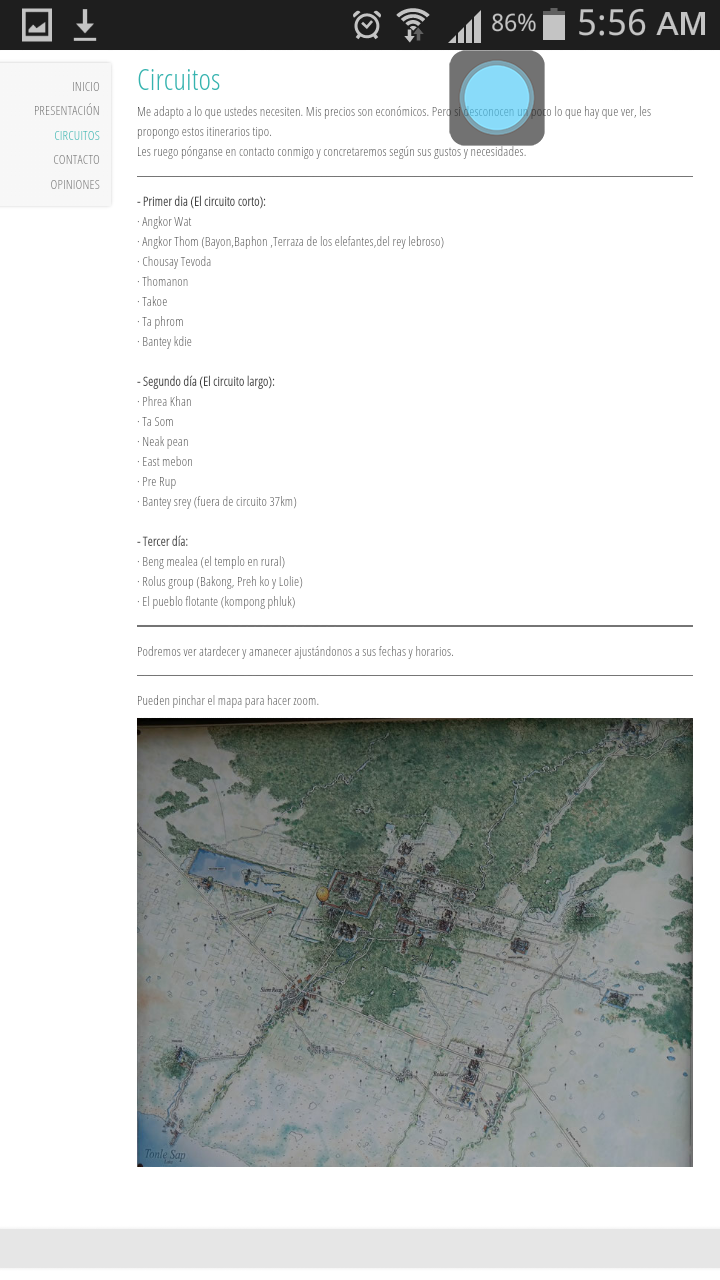 86% 5:56 AM
INICIO
PRESENTACIÓN
CIRCUITOS
CONTACTO
OPINIONES
Circuitos
Me adapto a lo que ustedes necesiten. Mis precios son económicos. Pero si desconocen un poco lo que hay que ver, les
propongo estos itinerarios tipo.
Les ruego pónganse en contacto conmigo y concretaremos según sus gustos y necesidades.
- Primer dia (El circuito corto):
· Angkor Wat
· Angkor Thom (Bayon,Baphon ,Terraza de los elefantes,del rey lebroso)
· Chousay Tevoda
· Thomanon
· Takoe
· Ta phrom
· Bantey kdie
- Segundo día (El circuito largo):
· Phrea Khan
· Ta Som
· Neak pean
· East mebon
· Pre Rup
· Bantey srey (fuera de circuito 37km)
- Tercer día:
· Beng mealea (el templo en rural)
· Rolus group (Bakong, Preh ko y Lolie)
· El pueblo flotante (kompong phluk)
Podremos ver atardecer y amanecer ajustándonos a sus fechas y horarios.
Pueden pinchar el mapa para hacer zoom.
Tonle Sap